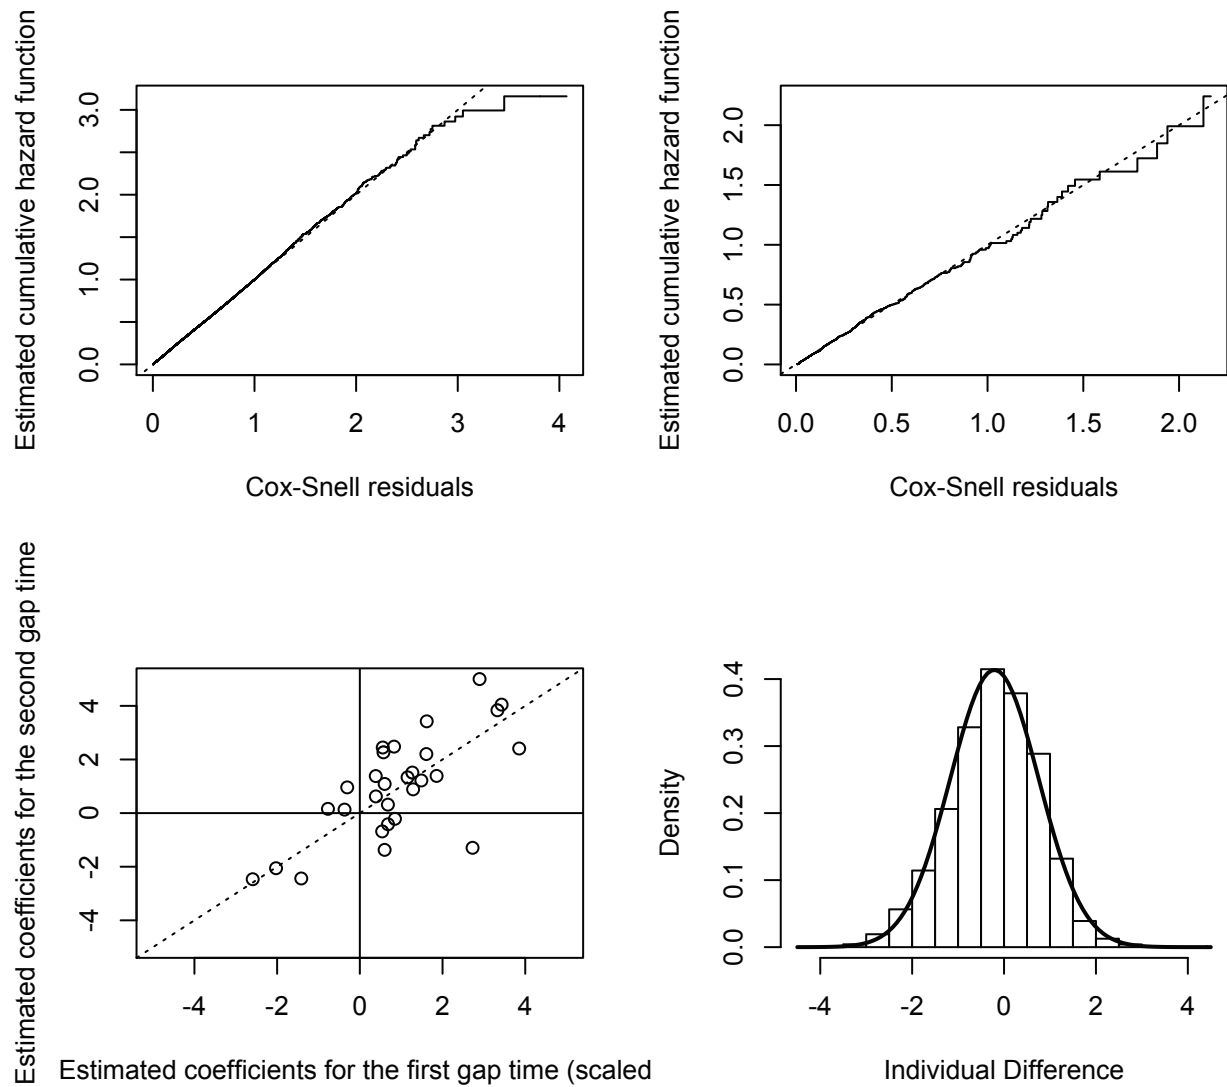 Estimated cumulative hazard function
0.0 1.0 2.0 3.0
0 1 2 3 4
Cox-Snell residuals
Estimated cumulative hazard function
0.0 0.5 1.0 1.5 2.0
0.0 0.5 1.0 1.5 2.0
Cox-Snell residuals
Estimated coefficients for the second gap time
-4 -2 0 2 4
-4 -2 0 2 4
Estimated coefficients for the first gap time (scaled
Density
0.0 0.1 0.2 0.3 0.4
-4 -2 0 2 4
Individual Difference